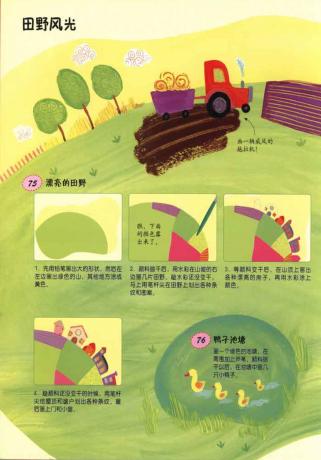 田野风光
画一辆威风的
拖拉机！
75 漂亮的田野
哦，下面
的颜色露
出来了。
1. 先用铅笔画出大的形状，然后在
左边画出绿色的山，其他地方涂成
黄色。
2. 颜料干后，用水彩在山坡的右
边画几片田野，趁水彩还没变干，
马上用笔杆尖在田野上划出各种条
纹和图案。
3. 等颜料变干后，在山顶上画出
各种漂亮的房子，再用水彩涂上
颜色。
4. 趁颜料还没变干的时候，用笔杆
尖给屋顶和窗户划出各种条纹，最
后画上门和小窗。
76 鸭子池塘
画一个绿色的池塘，在
周围加上芦苇，颜料晾
干以后，在池塘中画几
只小鸭子。